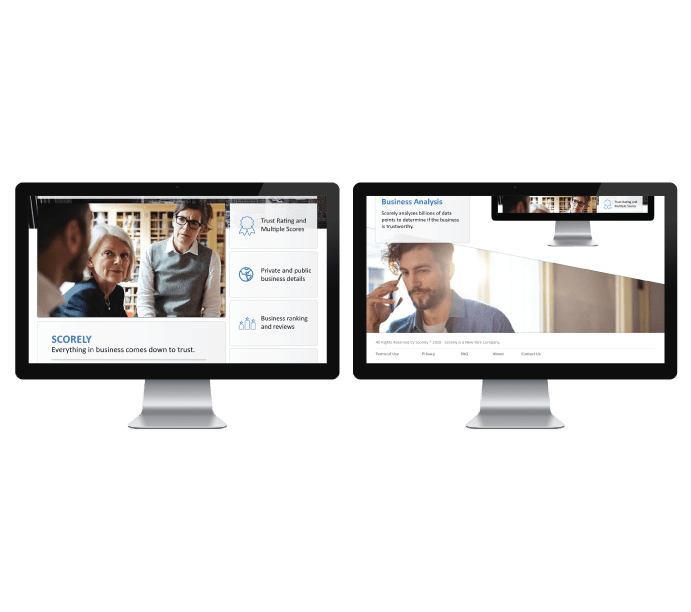 Trust Rating and
Multiple Scores
Private and public
business details
Business ranking
and reviews
SCORELY
Everything in business comes down to trust.
Business Analysis
Scorely analyzes billions of data
points to determine if the business
is trustworthy.
Trust Rating and
Multiple Scores
All Rights Reserved by Scorely ® 2020 - Scorely is a New York Company.
Terms of Use
Privacy
FAQ
About
Contact Us